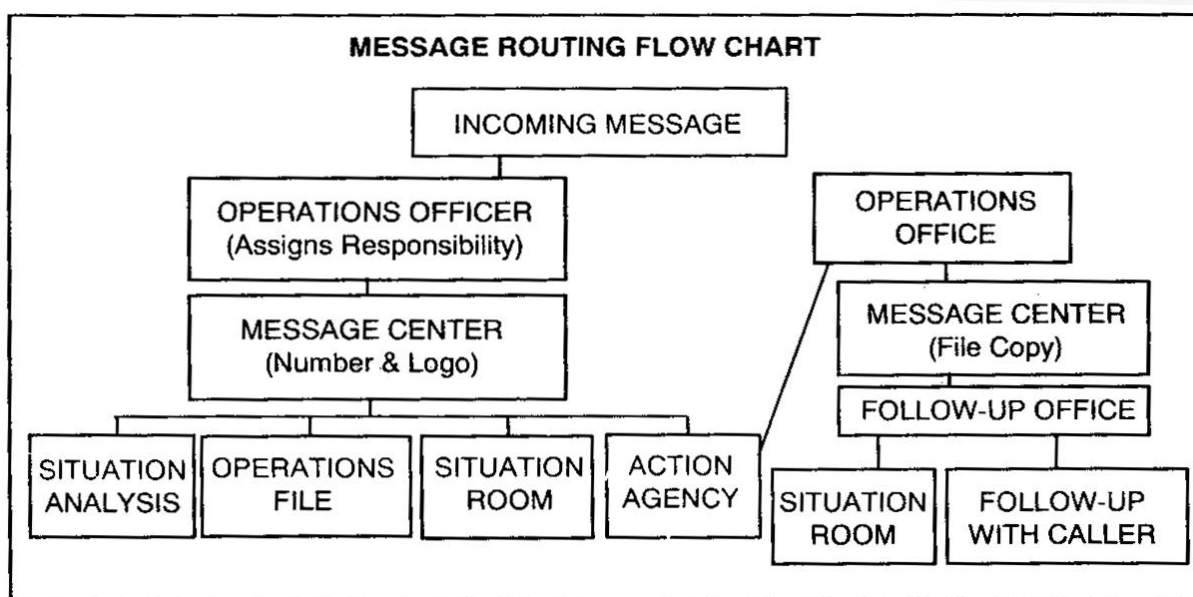 MESSAGE ROUTING FLOW CHART
INCOMING MESSAGE
OPERATIONS OFFICER
(Assigns Responsibility)
MESSAGE CENTER
(Number & Logo)
SITUATION
ANALYSIS
OPERATIONS
FILE
SITUATION
ROOM
ACTION
AGENCY
OPERATIONS
OFFICE
MESSAGE CENTER
(File Copy)
FOLLOW-UP OFFICE
SITUATION
ROOM
FOLLOW-UP
WITH CALLER